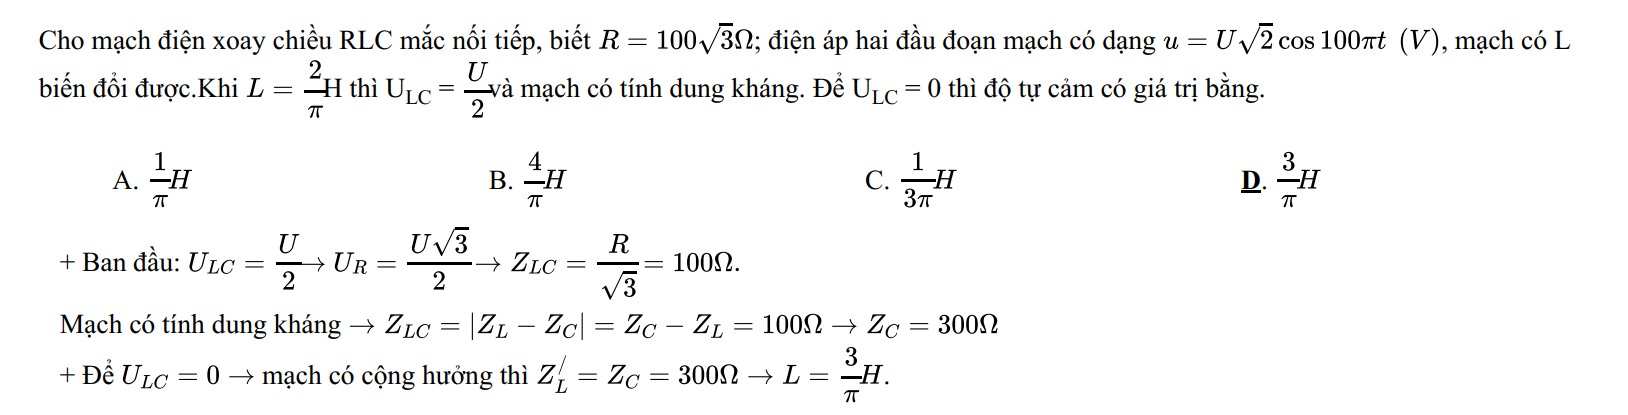 Cho mạch điện xoay chiều RLC mắc nối tiếp, biết $R = 100\sqrt{3}\Omega$; điện áp hai đầu đoạn mạch có dạng $u = U\sqrt{2}\cos 100\pi t \ (V)$, mạch có L
biến đổi được.Khi $L = \frac{2}{\pi}$H thì U_{LC} = $\frac{U}{2}$và mạch có tính dung kháng. Để U_{LC} = 0 thì độ tự cảm có giá trị bằng.
A. $\frac{1}{\pi}H$ B. $\frac{4}{\pi}H$ C. $\frac{1}{3\pi}H$ D. $\frac{3}{\pi}H$
+ Ban đầu: $U_{LC} = \frac{U}{2} \to U_R = \frac{U\sqrt{3}}{2} \to Z_{LC} = \frac{R}{\sqrt{3}} = 100\Omega.$
Mạch có tính dung kháng $\to Z_{LC} = |Z_L - Z_C| = Z_C - Z_L = 100\Omega \to Z_C = 300\Omega$
+ Để $U_{LC} = 0 \to$ mạch có cộng hưởng thì $Z_L^/ = Z_C = 300\Omega \to L = \frac{3}{\pi}H.$